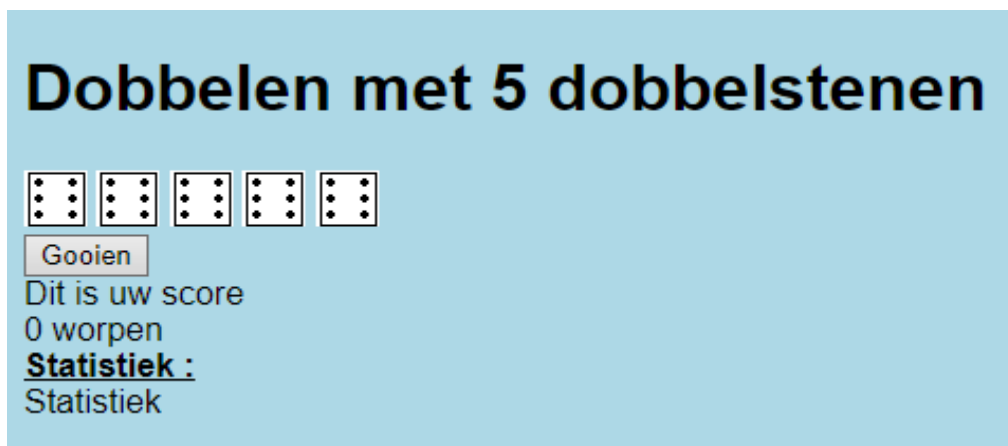 Dobbelen met 5 dobbelstenen
Gooien
Dit is uw score
0 worpen
Statistiek :
Statistiek